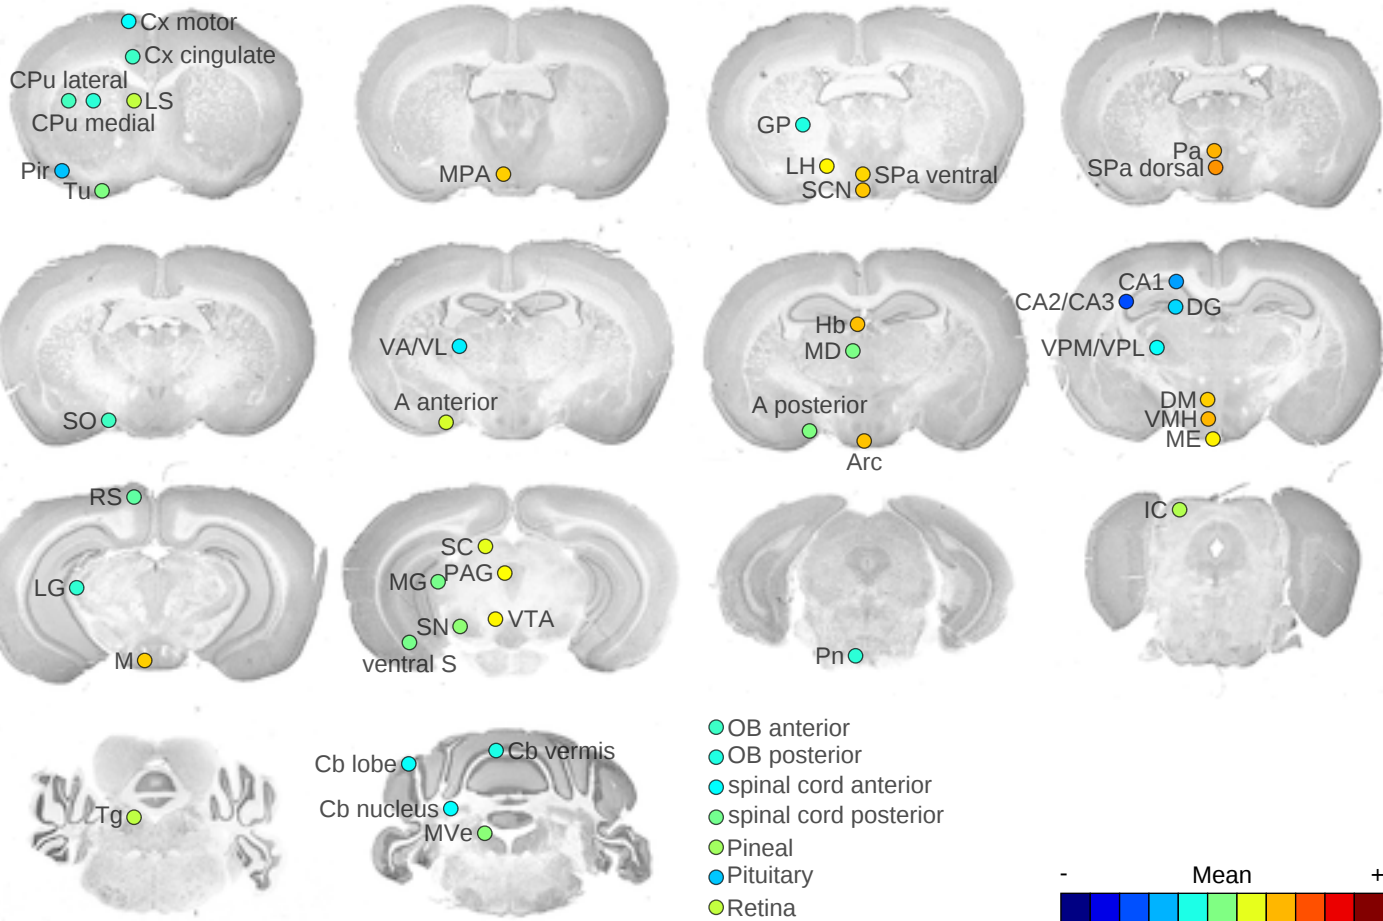 Cx motor
Cx cingulate
CPu lateral
LS
CPu medial
Pir
Tu
MPA
GP
LH
SPa ventral
SCN
Pa
SPa dorsal
SO
VA/VL
A anterior
Hb
MD
A posterior
Arc
CA1
CA2/CA3
DG
VPM/VPL
DM
VMH
ME
RS
LG
M
SC
PAG
MG
VTA
SN
ventral S
Pn
IC
Tg
Cb vermis
Cb lobe
Cb nucleus
MVe
OB anterior
OB posterior
spinal cord anterior
spinal cord posterior
Pineal
Pituitary
Retina
- Mean +